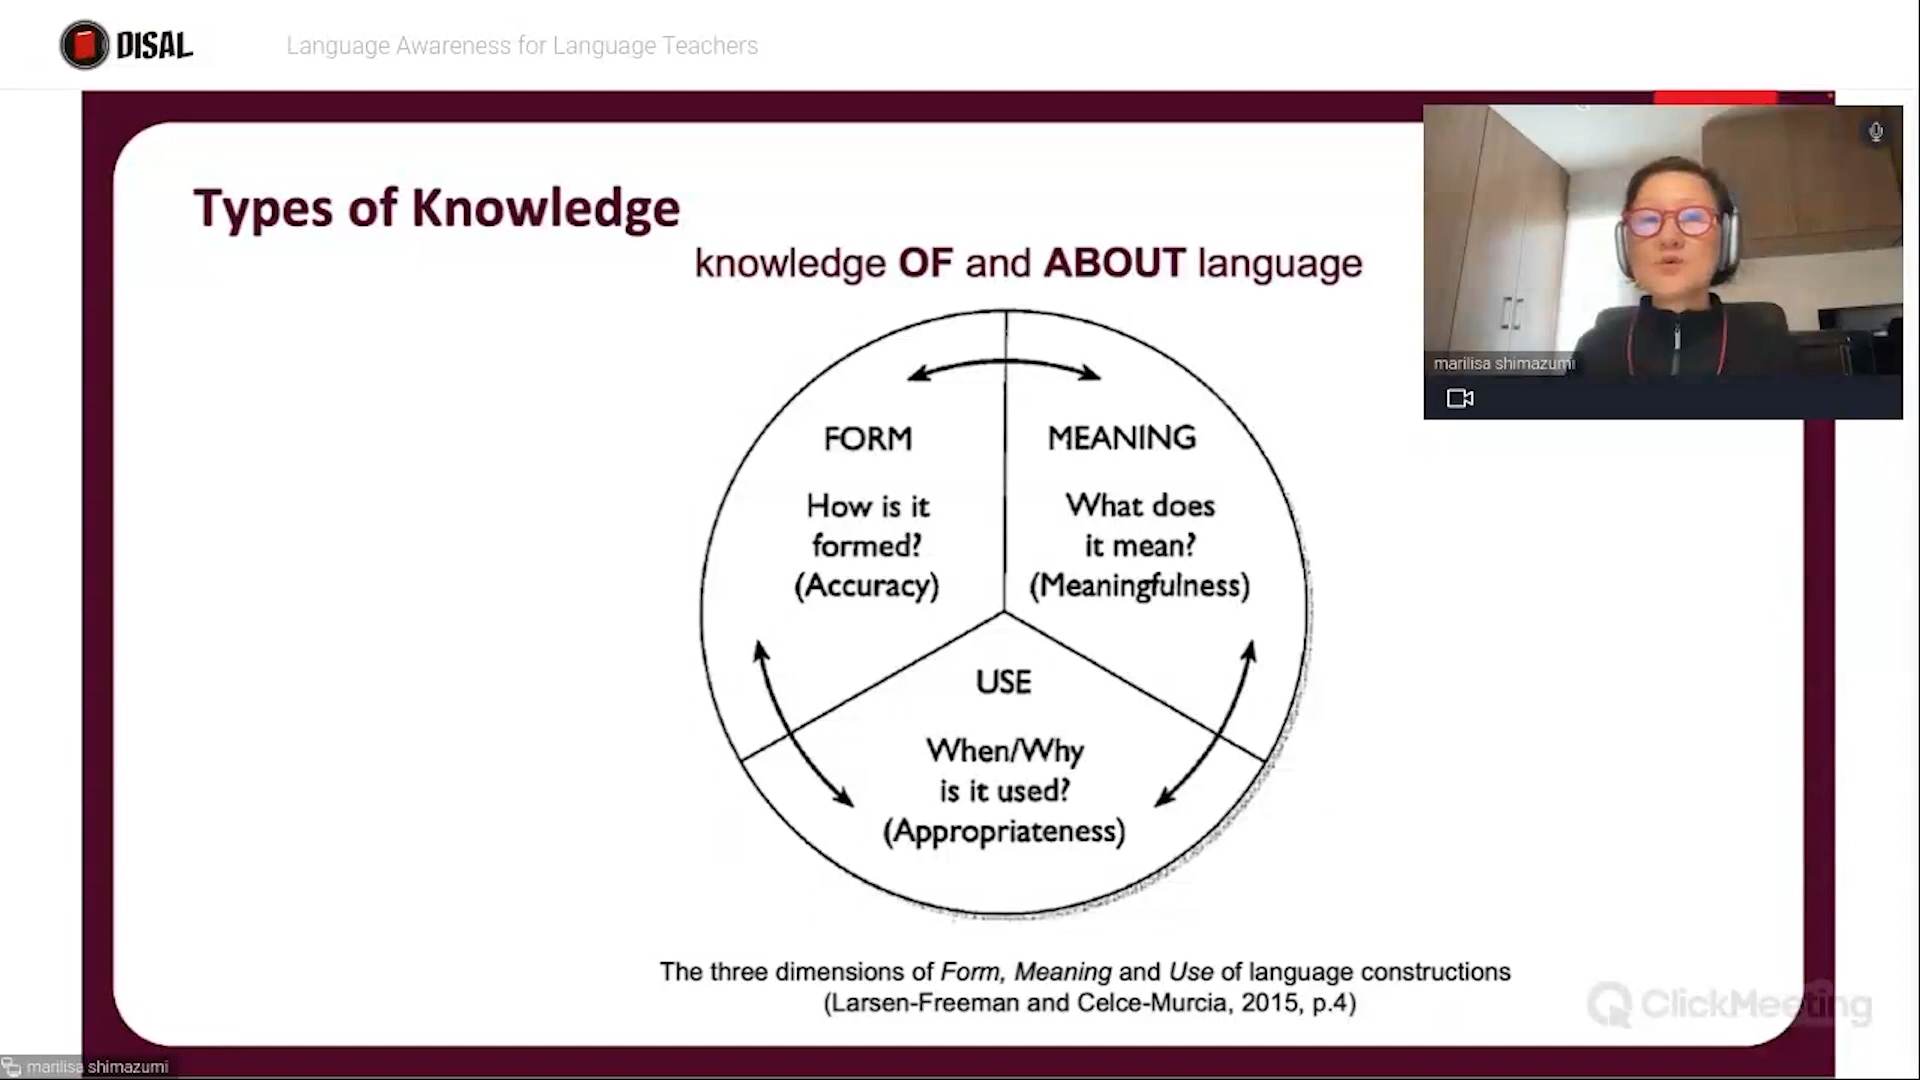 DISAL
Language Awareness for Language Teachers
Types of Knowledge
knowledge OF and ABOUT language
marilisa shimazumi
FORM
How is it
formed?
(Accuracy)
MEANING
What does
it mean?
(Meaningfulness)
USE
When/Why
is it used?
(Appropriateness)
The three dimensions of Form, Meaning and Use of language constructions
(Larsen-Freeman and Celce-Murcia, 2015, p.4)
ClickMeeting
marilisa shimazumi